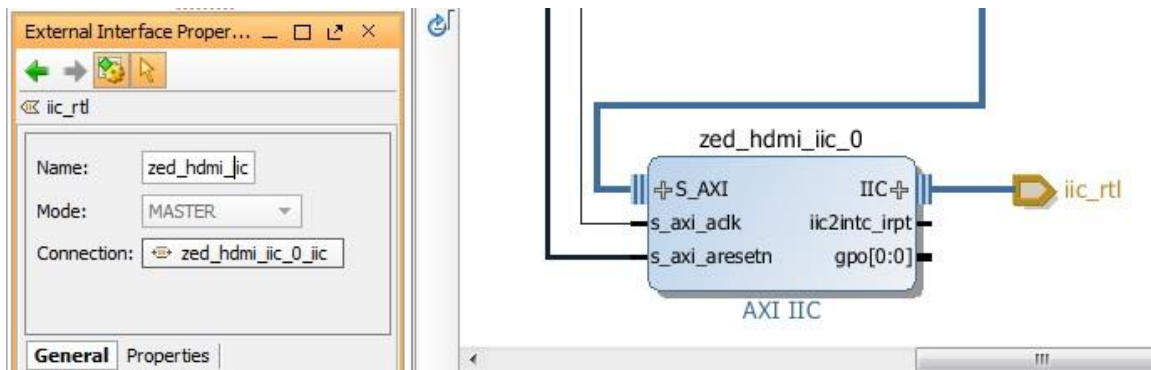 External Interface Proper...
iic_rtl
Name: zed_hdmi_iic
Mode: MASTER
Connection: zed_hdmi_iic_0_iic
General Properties
zed_hdmi_iic_0
S_AXI IIC
s_axi_aclk iic2intc_irpt
s_axi_aresetn gpo[0:0]
AXI IIC
iic_rtl